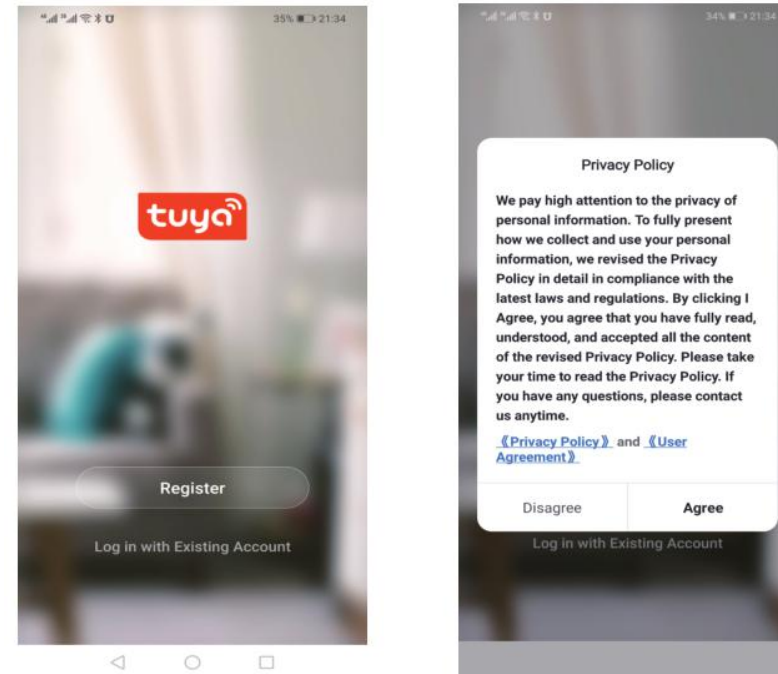 35% 21:34
tuya
Register
Log in with Existing Account
34% 21:34
Privacy Policy
We pay high attention to the privacy of
personal information. To fully present
how we collect and use your personal
information, we revised the Privacy
Policy in detail in compliance with the
latest laws and regulations. By clicking I
Agree, you agree that you have fully read,
understood, and accepted all the content
of the revised Privacy Policy. Please take
your time to read the Privacy Policy. If
you have any questions, please contact
us anytime.
《Privacy Policy》 and 《User
Agreement》
Disagree Agree
Log in with Existing Account